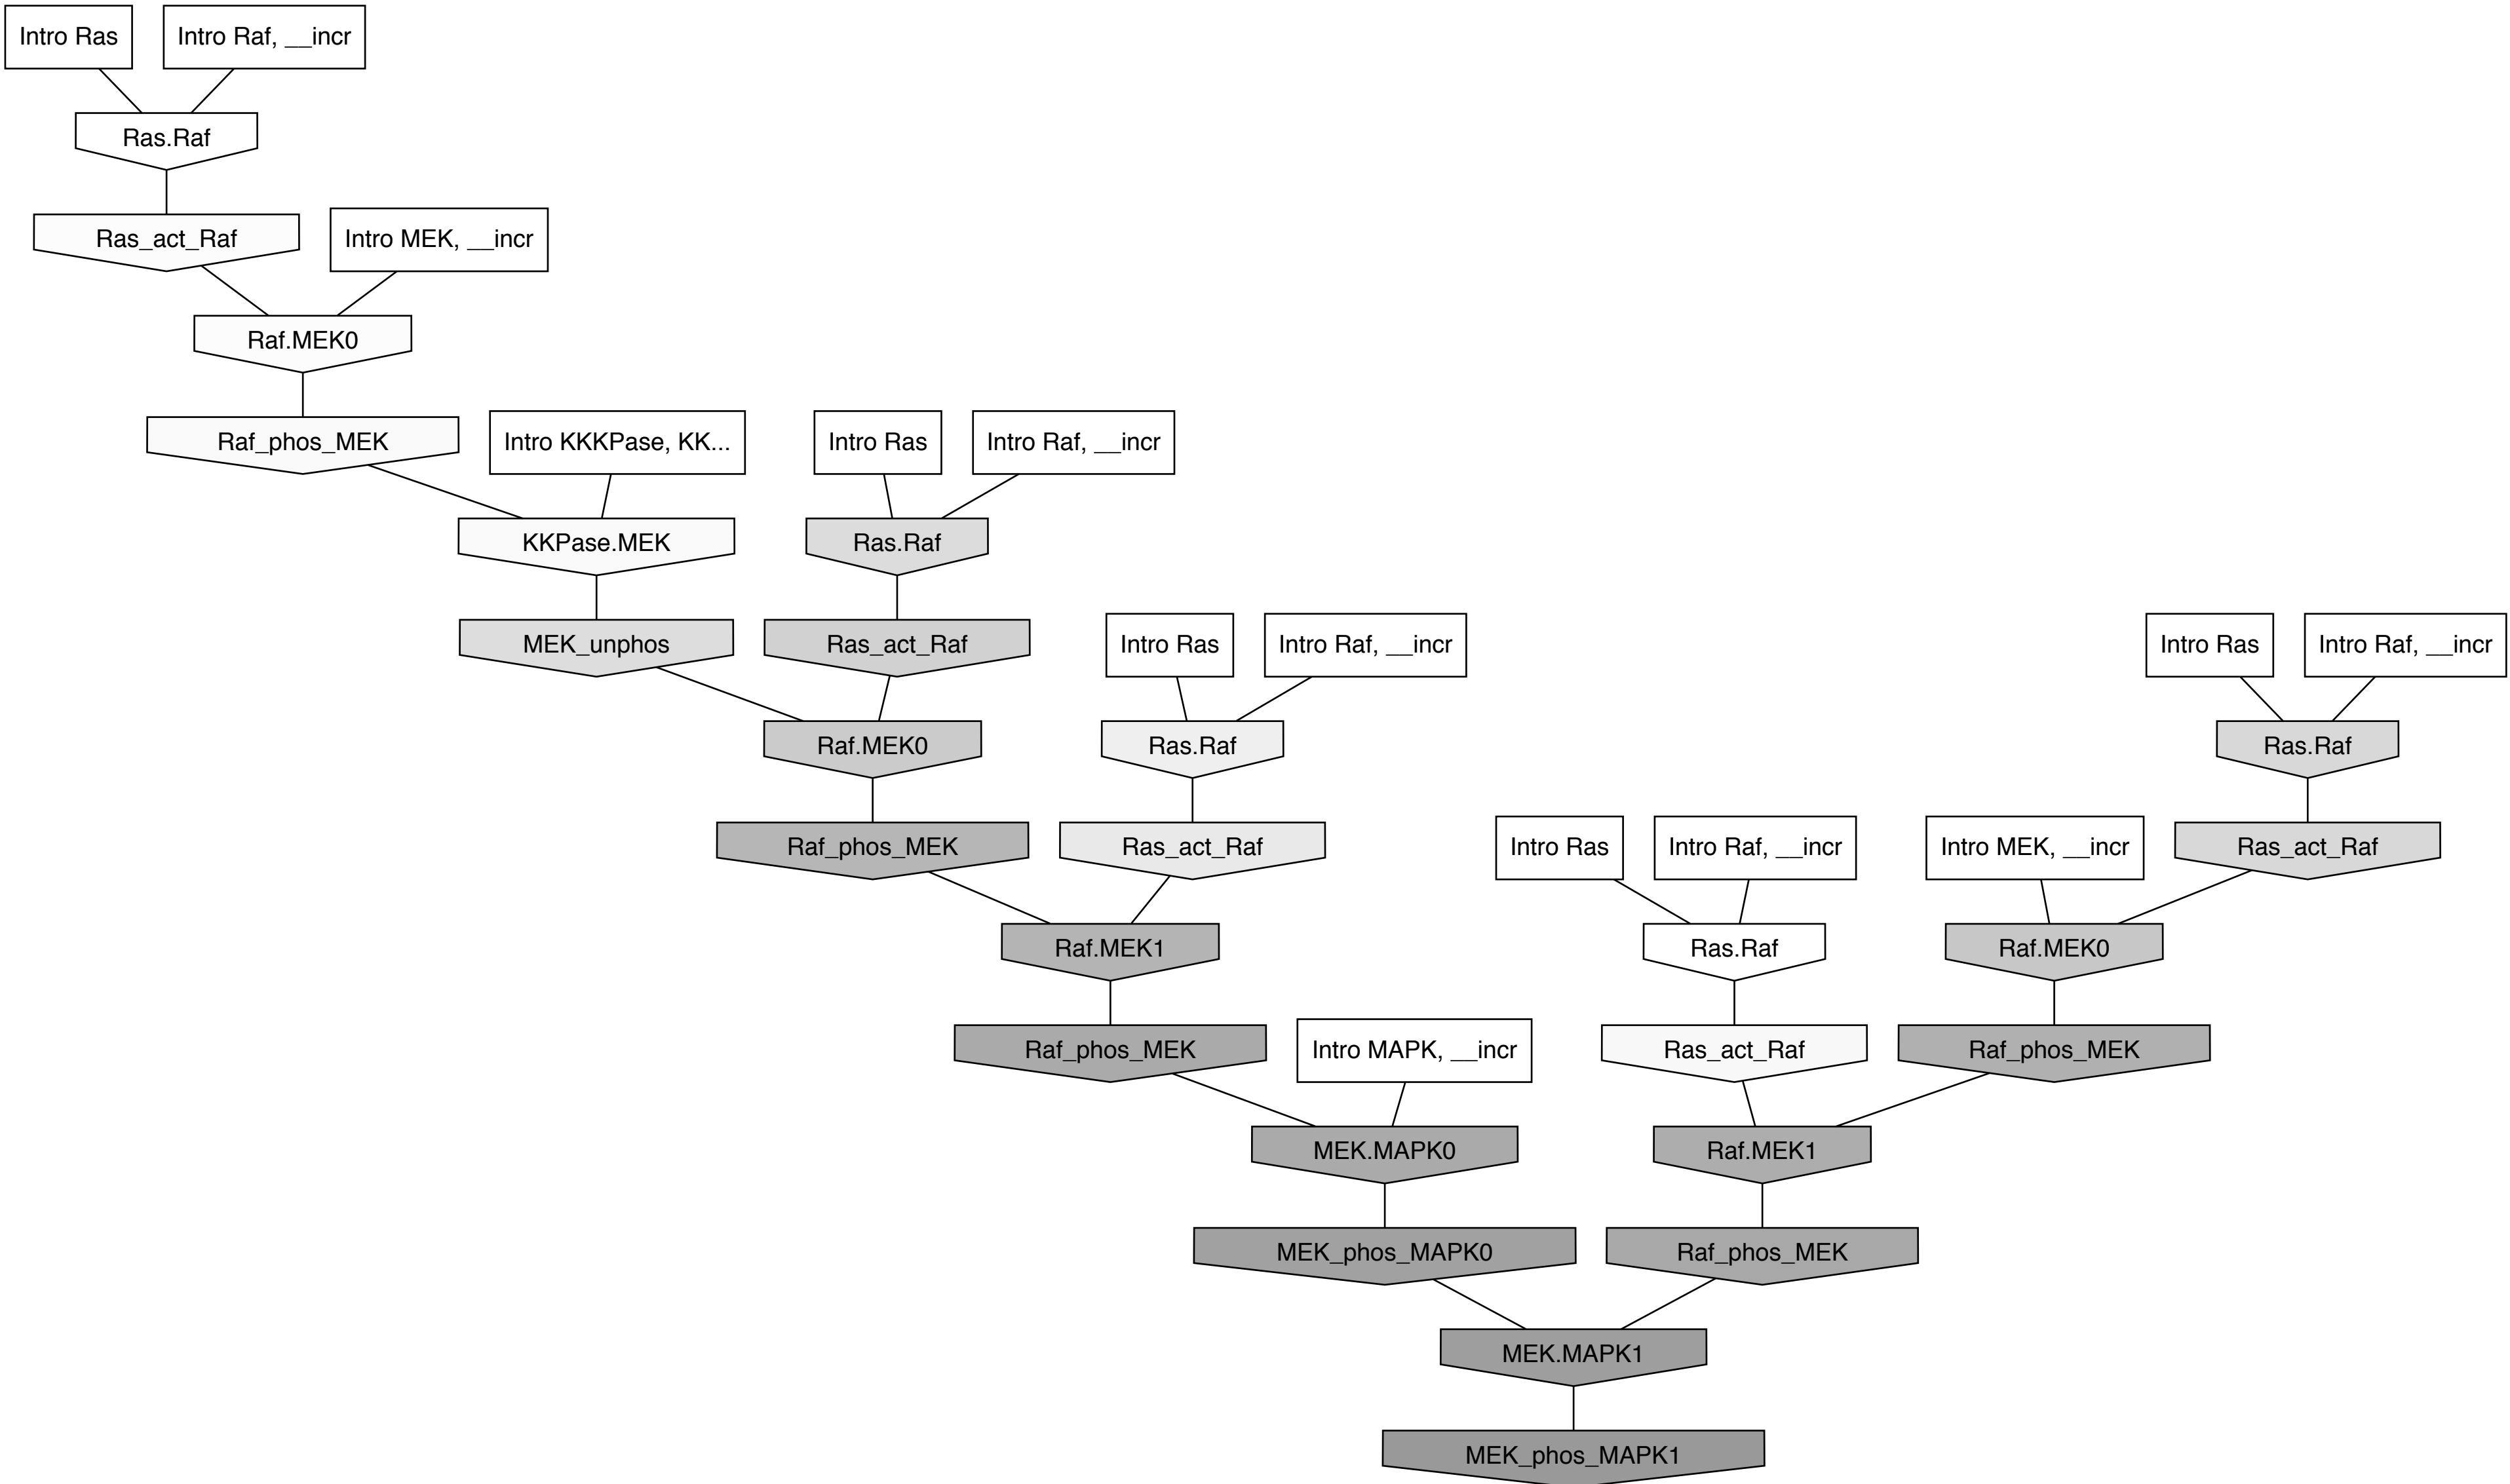 Intro Ras
Intro Raf, __incr
Ras.Raf
Ras_act_Raf
Intro MEK, __incr
Raf.MEK0
Raf_phos_MEK
Intro KKKPase, KK...
Intro Ras
Intro Raf, __incr
KKPase.MEK
Ras.Raf
MEK_unphos
Ras_act_Raf
Intro Ras
Intro Raf, __incr
Intro Ras
Intro Raf, __incr
Raf.MEK0
Ras.Raf
Ras.Raf
Raf_phos_MEK
Ras_act_Raf
Intro Ras
Intro Raf, __incr
Intro MEK, __incr
Ras_act_Raf
Raf.MEK1
Ras.Raf
Raf.MEK0
Raf_phos_MEK
Intro MAPK, __incr
Ras_act_Raf
Raf_phos_MEK
MEK.MAPK0
Raf.MEK1
MEK_phos_MAPK0
Raf_phos_MEK
MEK.MAPK1
MEK_phos_MAPK1